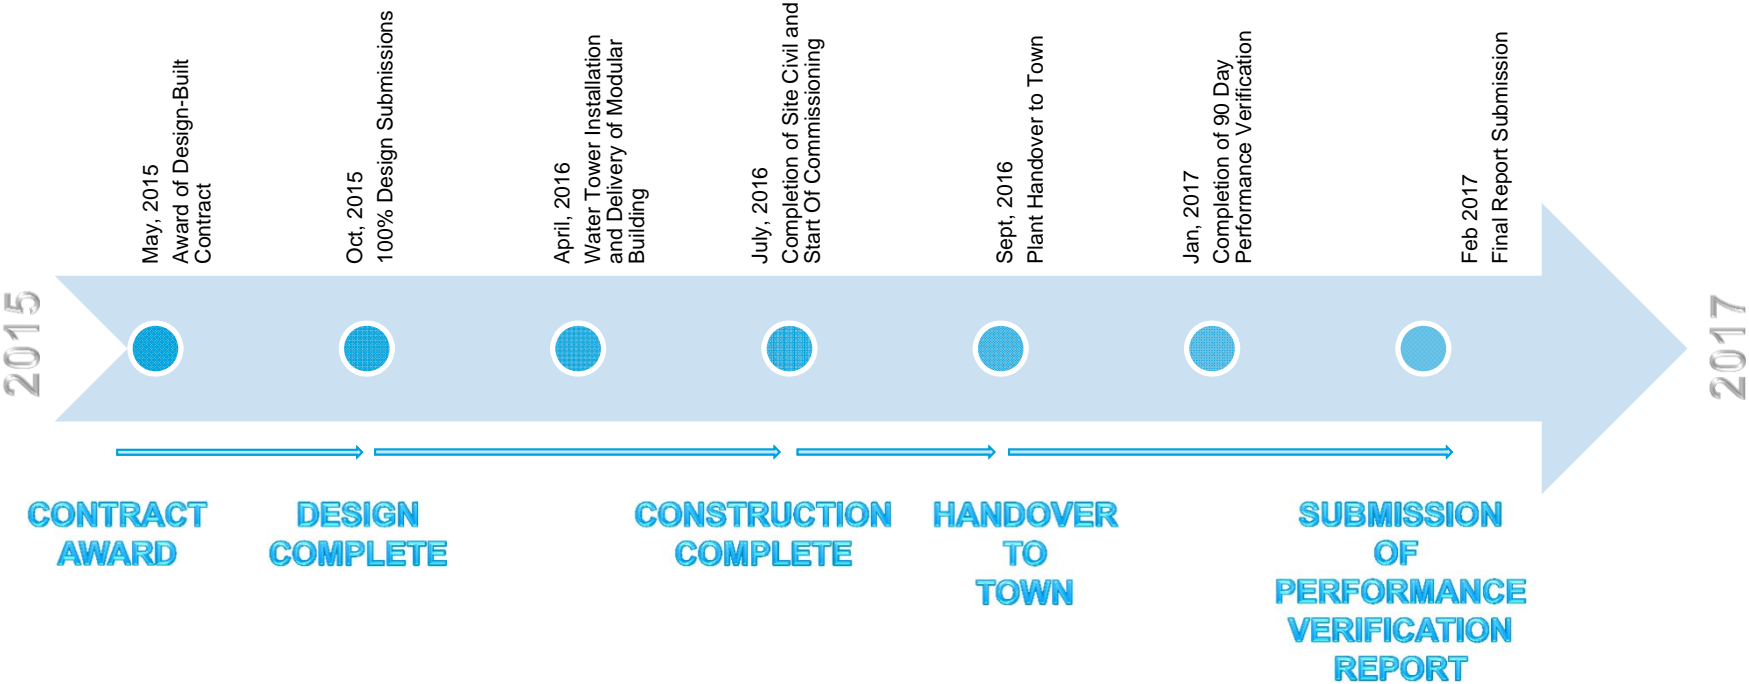 2015
May, 2015
Award of Design-Built
Contract
Oct, 2015
100% Design Submissions
April, 2016
Water Tower Installation
and Delivery of Modular
Building
July, 2016
Completion of Site Civil and
Start Of Commissioning
Sept, 2016
Plant Handover to Town
Jan, 2017
Completion of 90 Day
Performance Verification
Feb 2017
Final Report Submission
2017
CONTRACT
AWARD
DESIGN
COMPLETE
CONSTRUCTION
COMPLETE
HANDOVER
TO
TOWN
SUBMISSION
OF
PERFORMANCE
VERIFICATION
REPORT